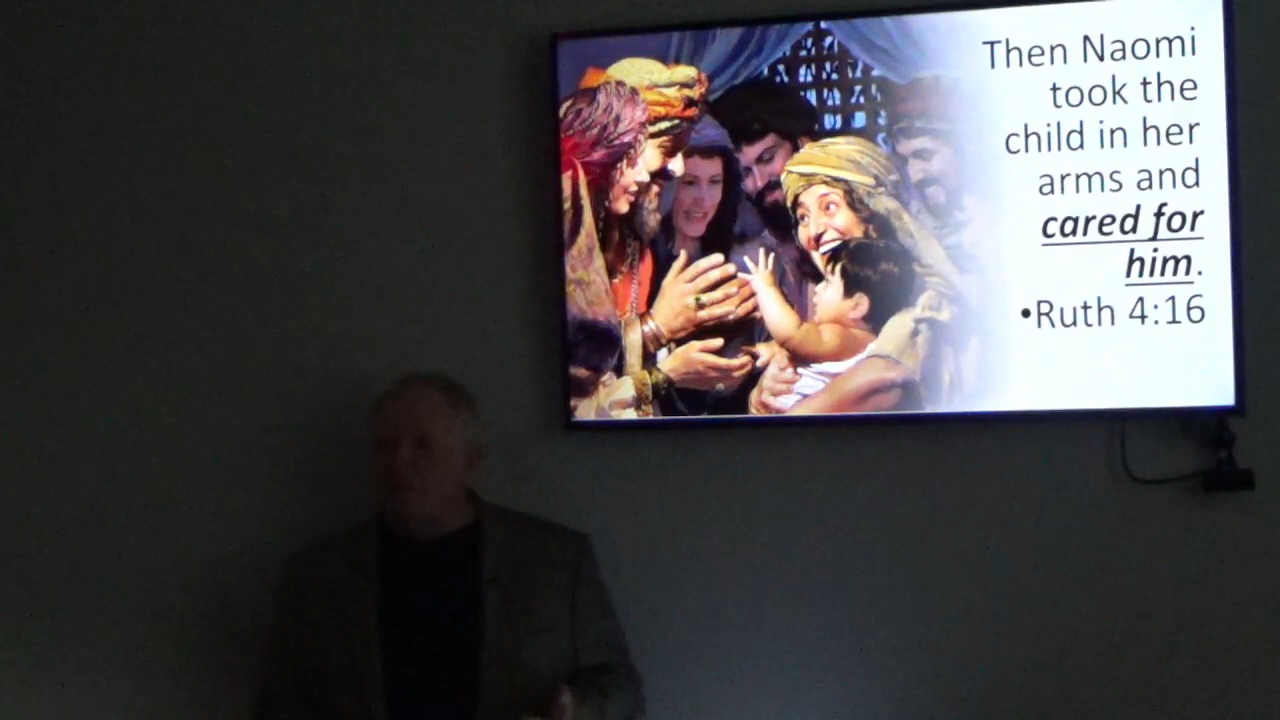 Then Naomi
took the
child in her
arms and
cared for
him.
•Ruth 4:16